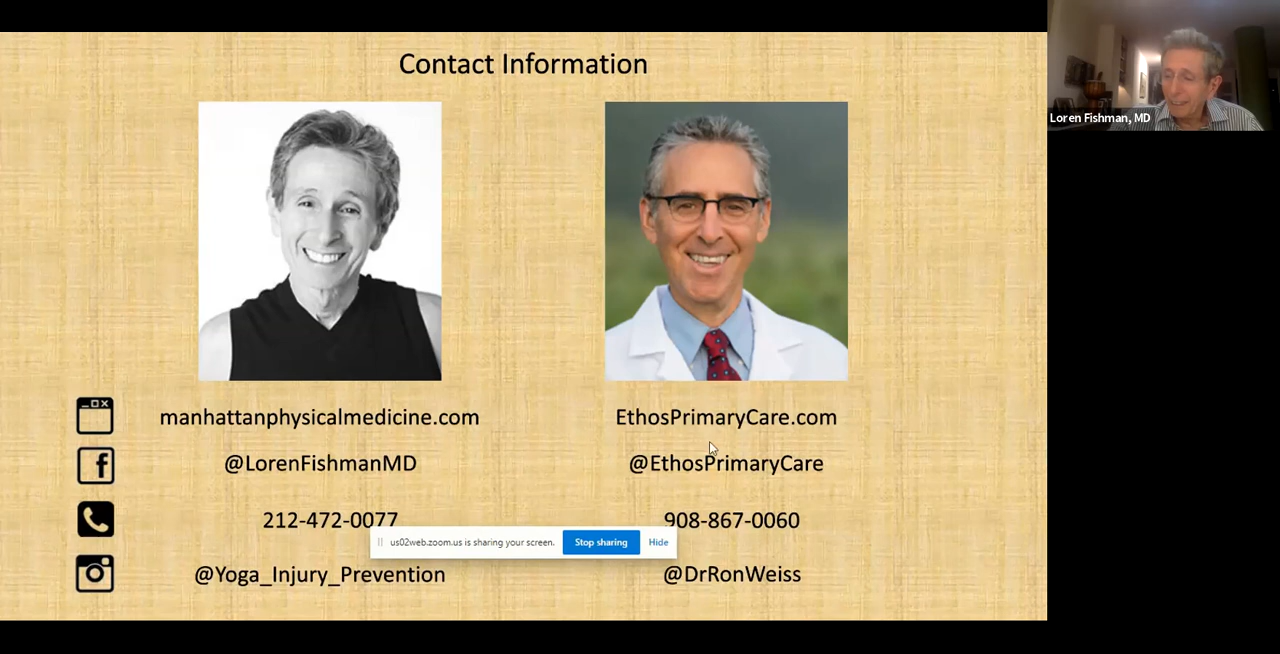 Contact Information
Loren Fishman, MD
manhattanphysicalmedicine.com
EthosPrimaryCare.com
@LorenFishmanMD
@EthosPrimaryCare
212-472-0077
908-867-0060
us02web.zoom.us is sharing your screen.
Stop sharing
Hide
@Yoga_Injury_Prevention
@DrRonWeiss